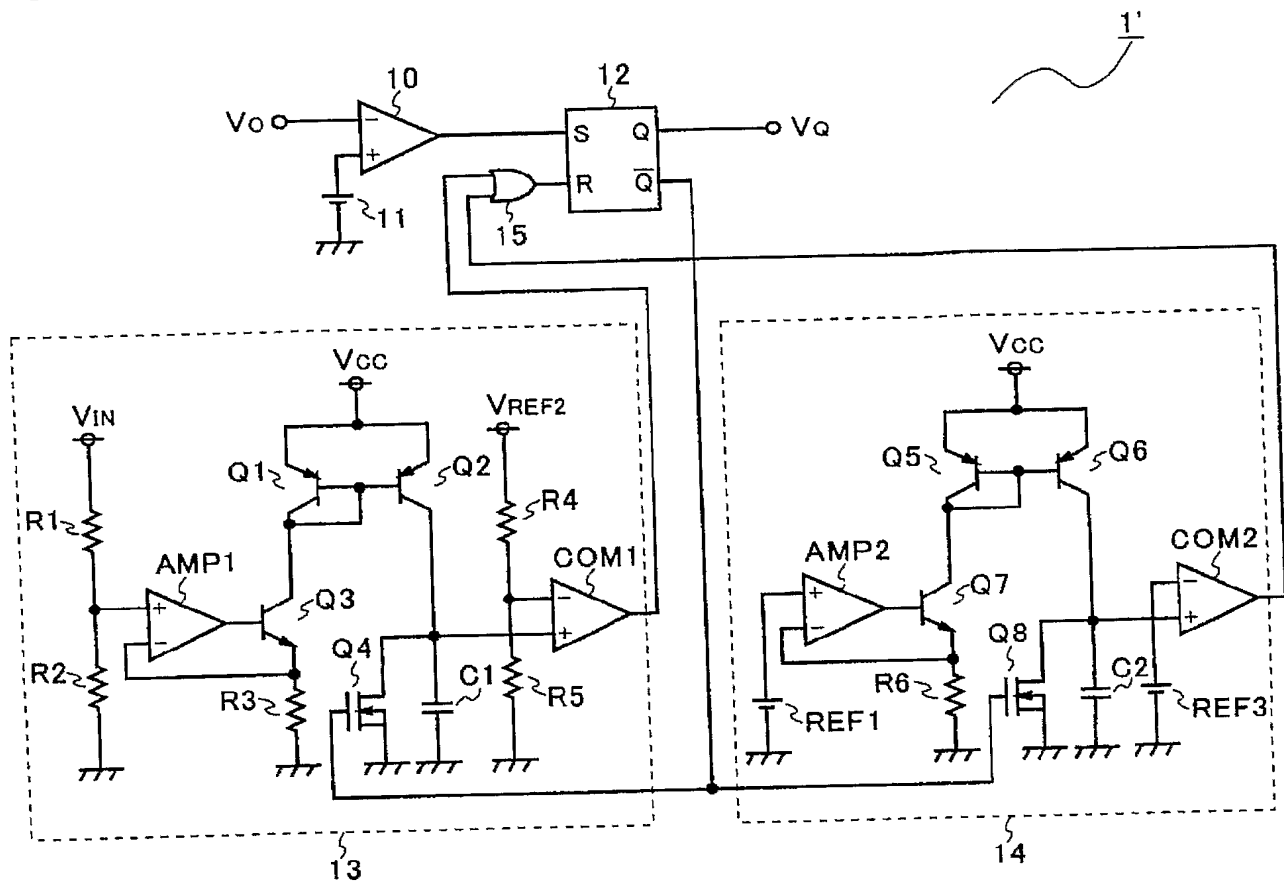 1'
10
12
VO
−
+
S
Q
VQ
R
Q̅
11
15
VCC
VIN
VREF2
Q1
Q2
R1
R4
AMP1
COM1
+
−
Q3
−
+
Q4
R2
R3
C1
R5
13
VCC
Q5
Q6
AMP2
COM2
+
−
Q7
−
+
Q8
R6
C2
REF1
REF3
14